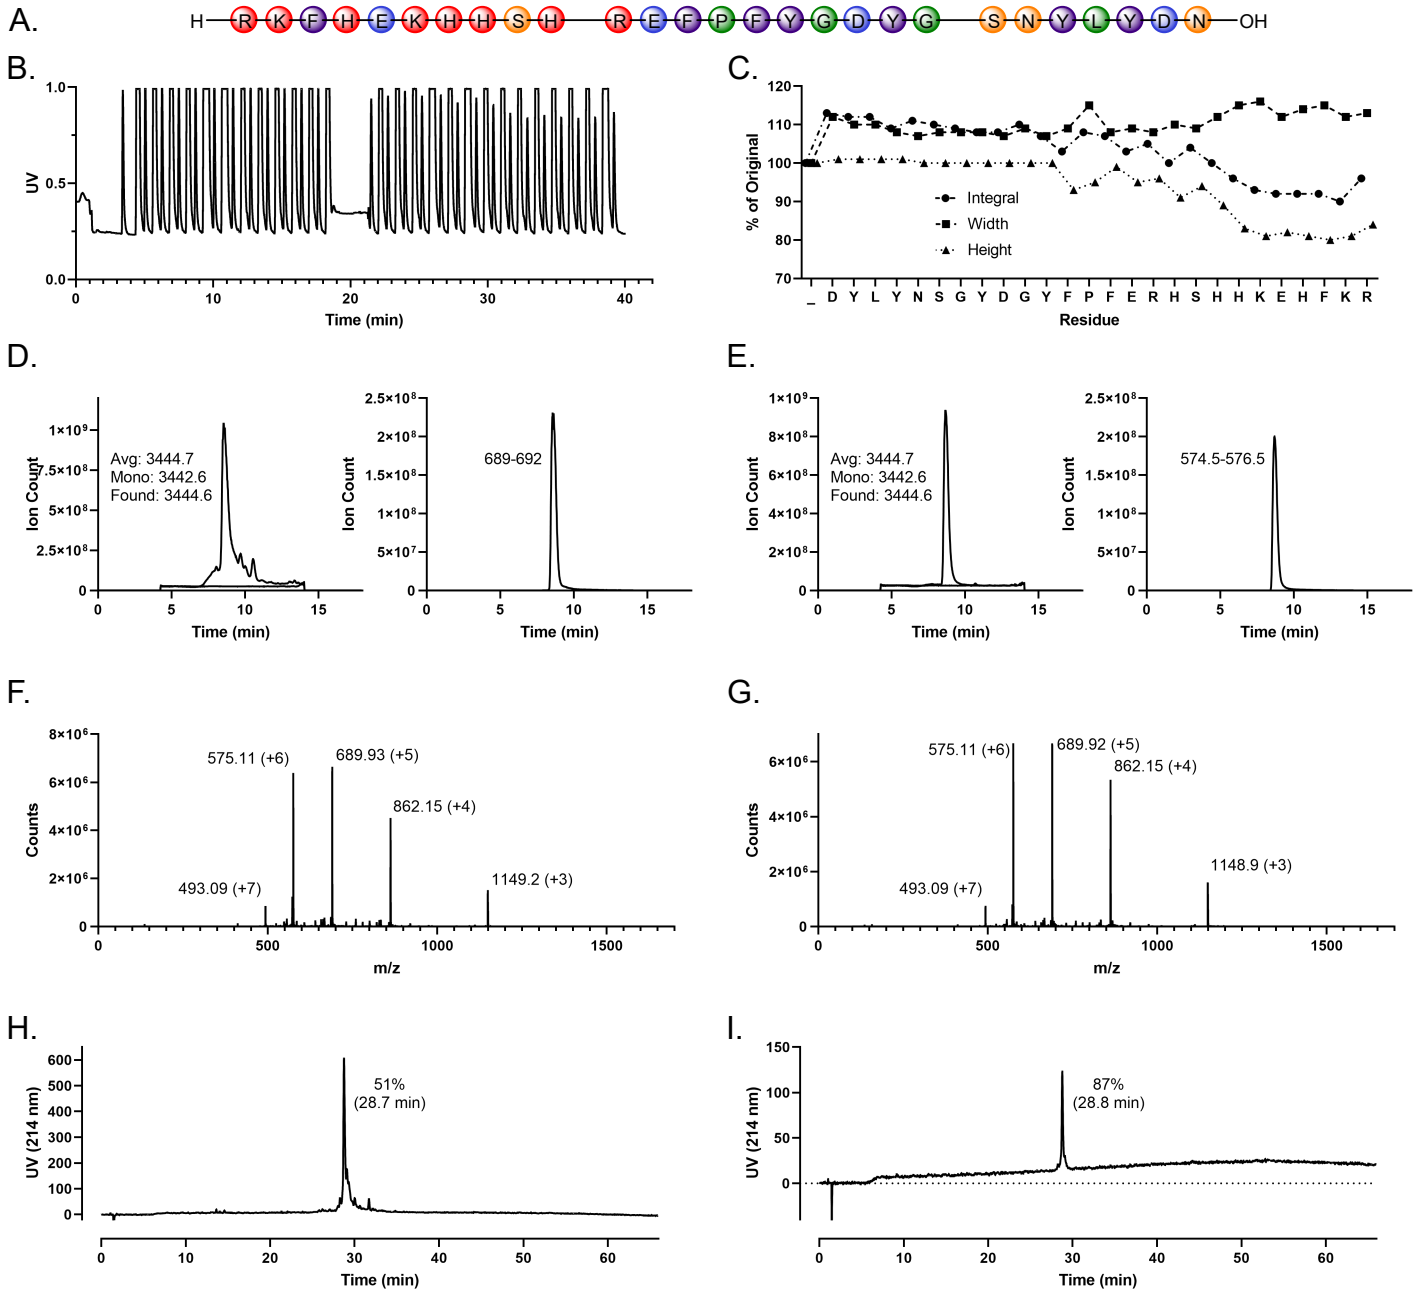 A.
H R K F H E K H H S H R E F P F Y G D Y G S N Y L Y D N OH
B.
UV
1.0
0.5
0.0
0 10 20 30 40
Time (min)
C.
% of Original
120
110
100
90
80
70
Integral
Width
Height
_ D Y L Y N S G Y D G Y F P F E R H S H H K E H F K R
Residue
D.
Ion Count
1×10⁹
7.5×10⁸
5×10⁸
2.5×10⁸
0
Avg: 3444.7
Mono: 3442.6
Found: 3444.6
0 5 10 15
Time (min)
Ion Count
2.5×10⁸
2×10⁸
1.5×10⁸
1×10⁸
5×10⁷
0
689-692
0 5 10 15
Time (min)
E.
Ion Count
1×10⁹
8×10⁸
6×10⁸
4×10⁸
2×10⁸
0
Avg: 3444.7
Mono: 3442.6
Found: 3444.6
0 5 10 15
Time (min)
Ion Count
2.5×10⁸
2×10⁸
1.5×10⁸
1×10⁸
5×10⁷
0
574.5-576.5
0 5 10 15
Time (min)
F.
Counts
8×10⁶
6×10⁶
4×10⁶
2×10⁶
0
575.11 (+6)
689.93 (+5)
862.15 (+4)
493.09 (+7)
1149.2 (+3)
0 500 1000 1500
m/z
G.
Counts
6×10⁶
4×10⁶
2×10⁶
0
575.11 (+6)
689.92 (+5)
862.15 (+4)
493.09 (+7)
1148.9 (+3)
0 500 1000 1500
m/z
H.
UV (214 nm)
600
500
400
300
200
100
0
51%
(28.7 min)
0 10 20 30 40 50 60
Time (min)
I.
UV (214 nm)
150
100
50
0
87%
(28.8 min)
0 10 20 30 40 50 60
Time (min)